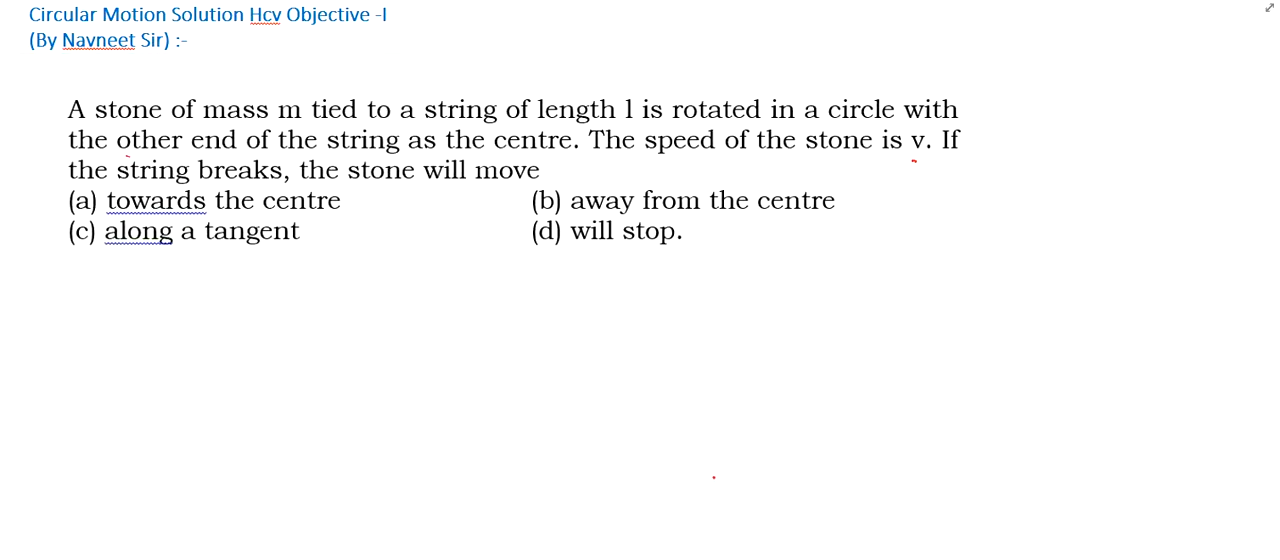 Circular Motion Solution Hcv Objective -I
(By Navneet Sir) :-
A stone of mass m tied to a string of length l is rotated in a circle with
the other end of the string as the centre. The speed of the stone is v. If
the string breaks, the stone will move
(a) towards the centre (b) away from the centre
(c) along a tangent (d) will stop.